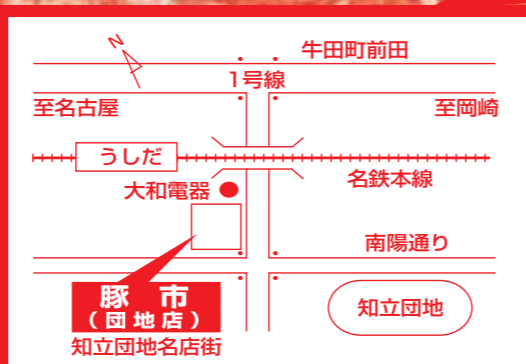 N
牛田町前田
1号線
至名古屋
至岡崎
うしだ
名鉄本線
大和電器
南陽通り
豚市
(団地店)
知立団地
知立団地名店街